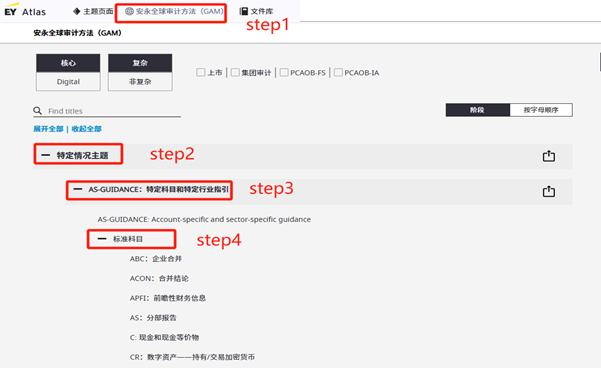 EY Atlas 主题页面 安永全球审计方法（GAM） 文件库
step1
安永全球审计方法（GAM）
核心 复杂
Digital 非复杂
上市 集团审计 PCAOB-FS PCAOB-IA
Find titles 阶段 按字母顺序
展开全部 | 收起全部
特定情况主题 step2
AS-GUIDANCE：特定科目和特定行业指引 step3
AS-GUIDANCE: Account-specific and sector-specific guidance
标准科目 step4
ABC：企业合并
ACON：合并结论
APFI：前瞻性财务信息
AS：分部报告
C: 现金和现金等价物
CR：数字资产——持有/交易加密货币